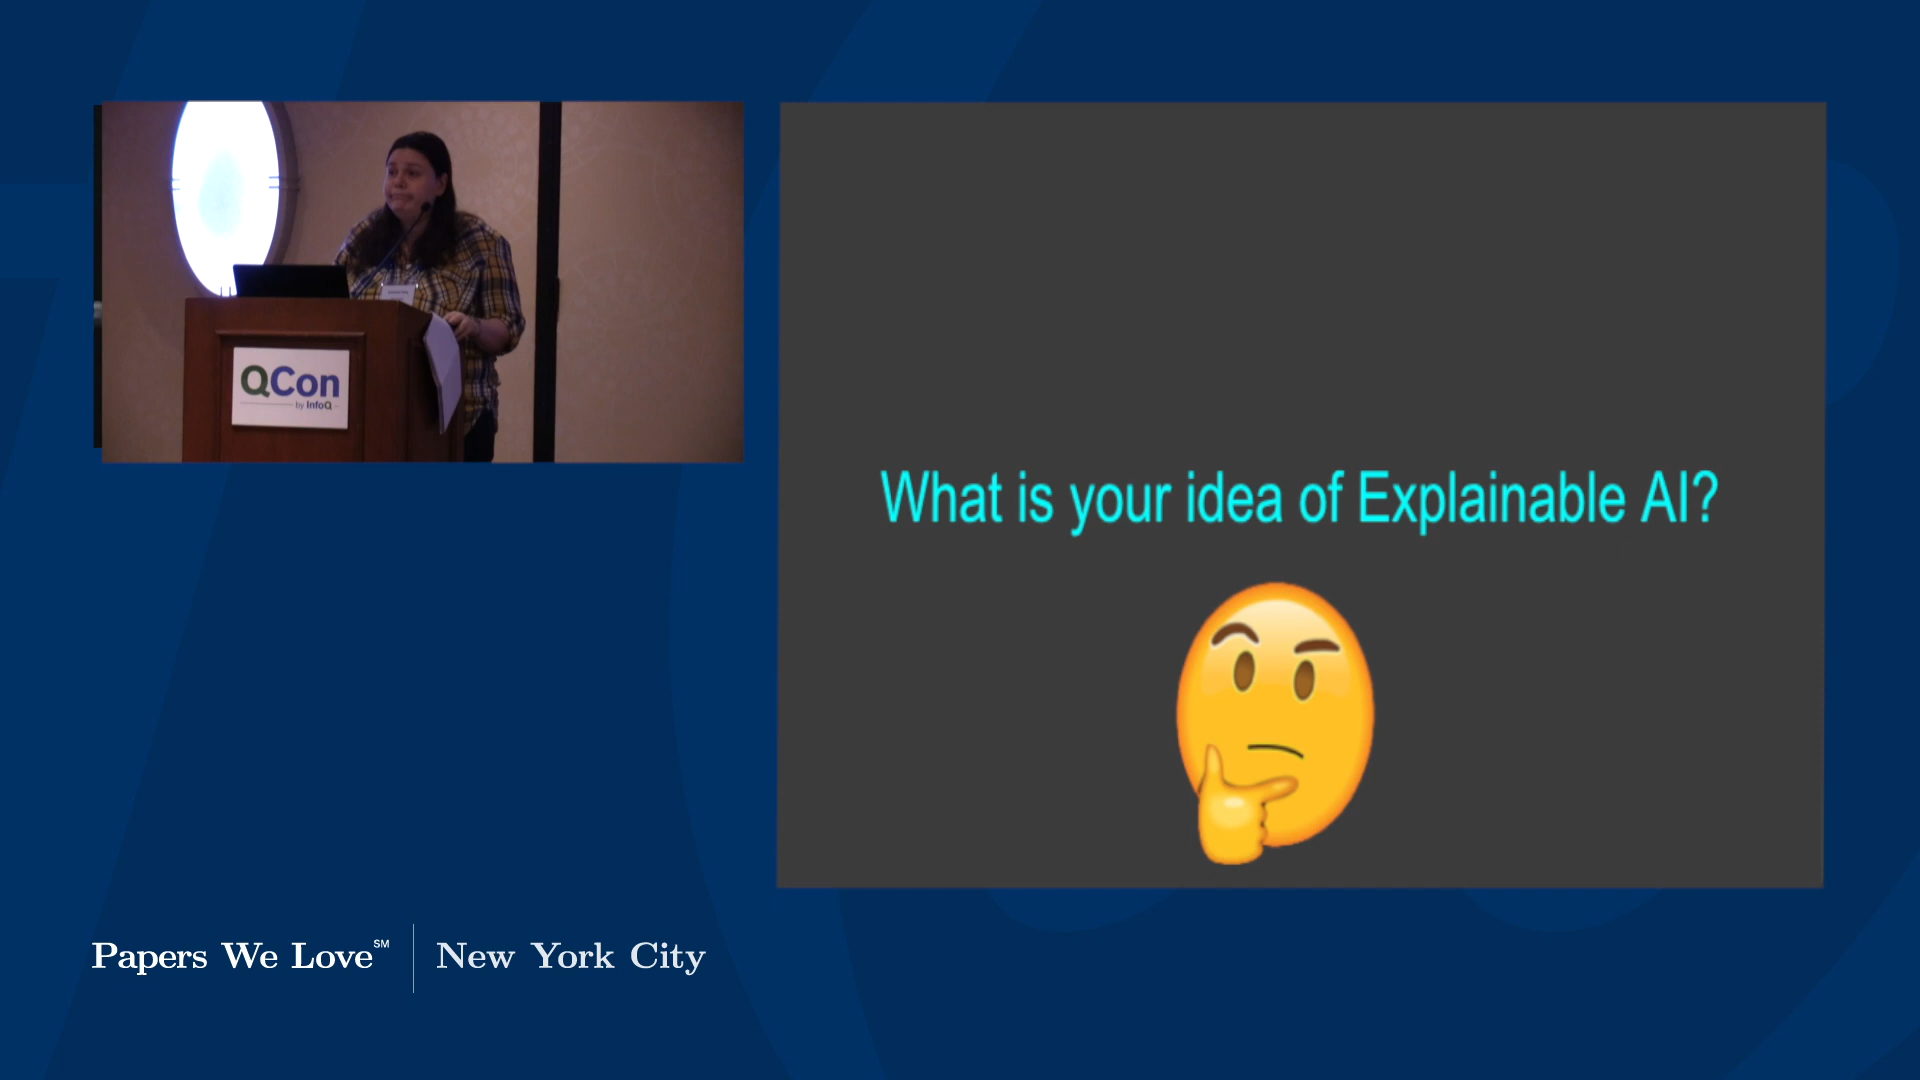 QCon
by InfoQ
What is your idea of Explainable AI?
Papers We Love℠
New York City